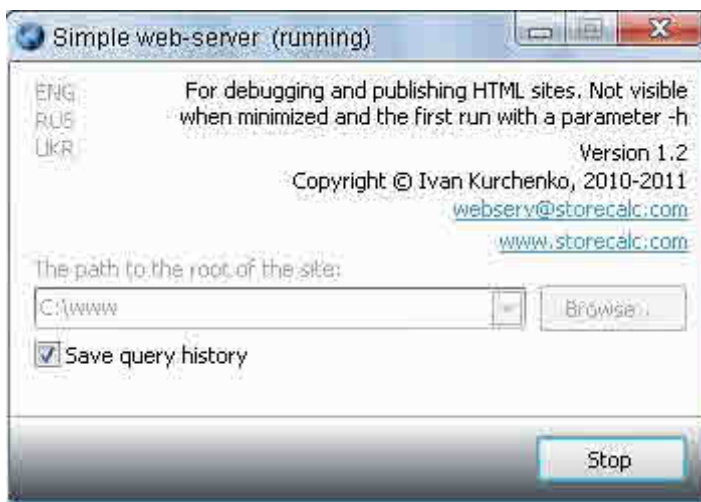 Simple web-server (running)
ENG
RUS
UKR
For debugging and publishing HTML sites. Not visible
when minimized and the first run with a parameter -h
Version 1.2
Copyright © Ivan Kurchenko, 2010-2011
webserv@storecalc.com
www.storecalc.com
The path to the root of the site:
C:\www
Browse...
Save query history
Stop